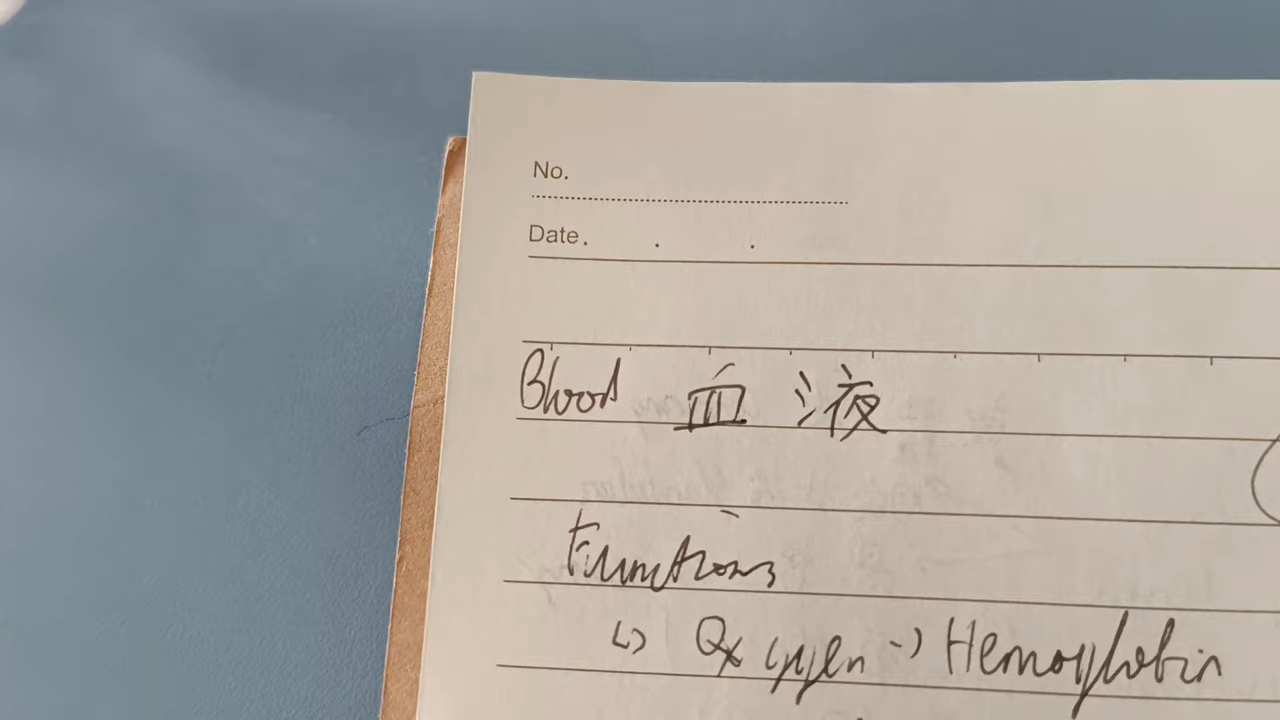 No.
Date. . .
Blood 血液
Functions
↳ Oxygen → Hemoglobin